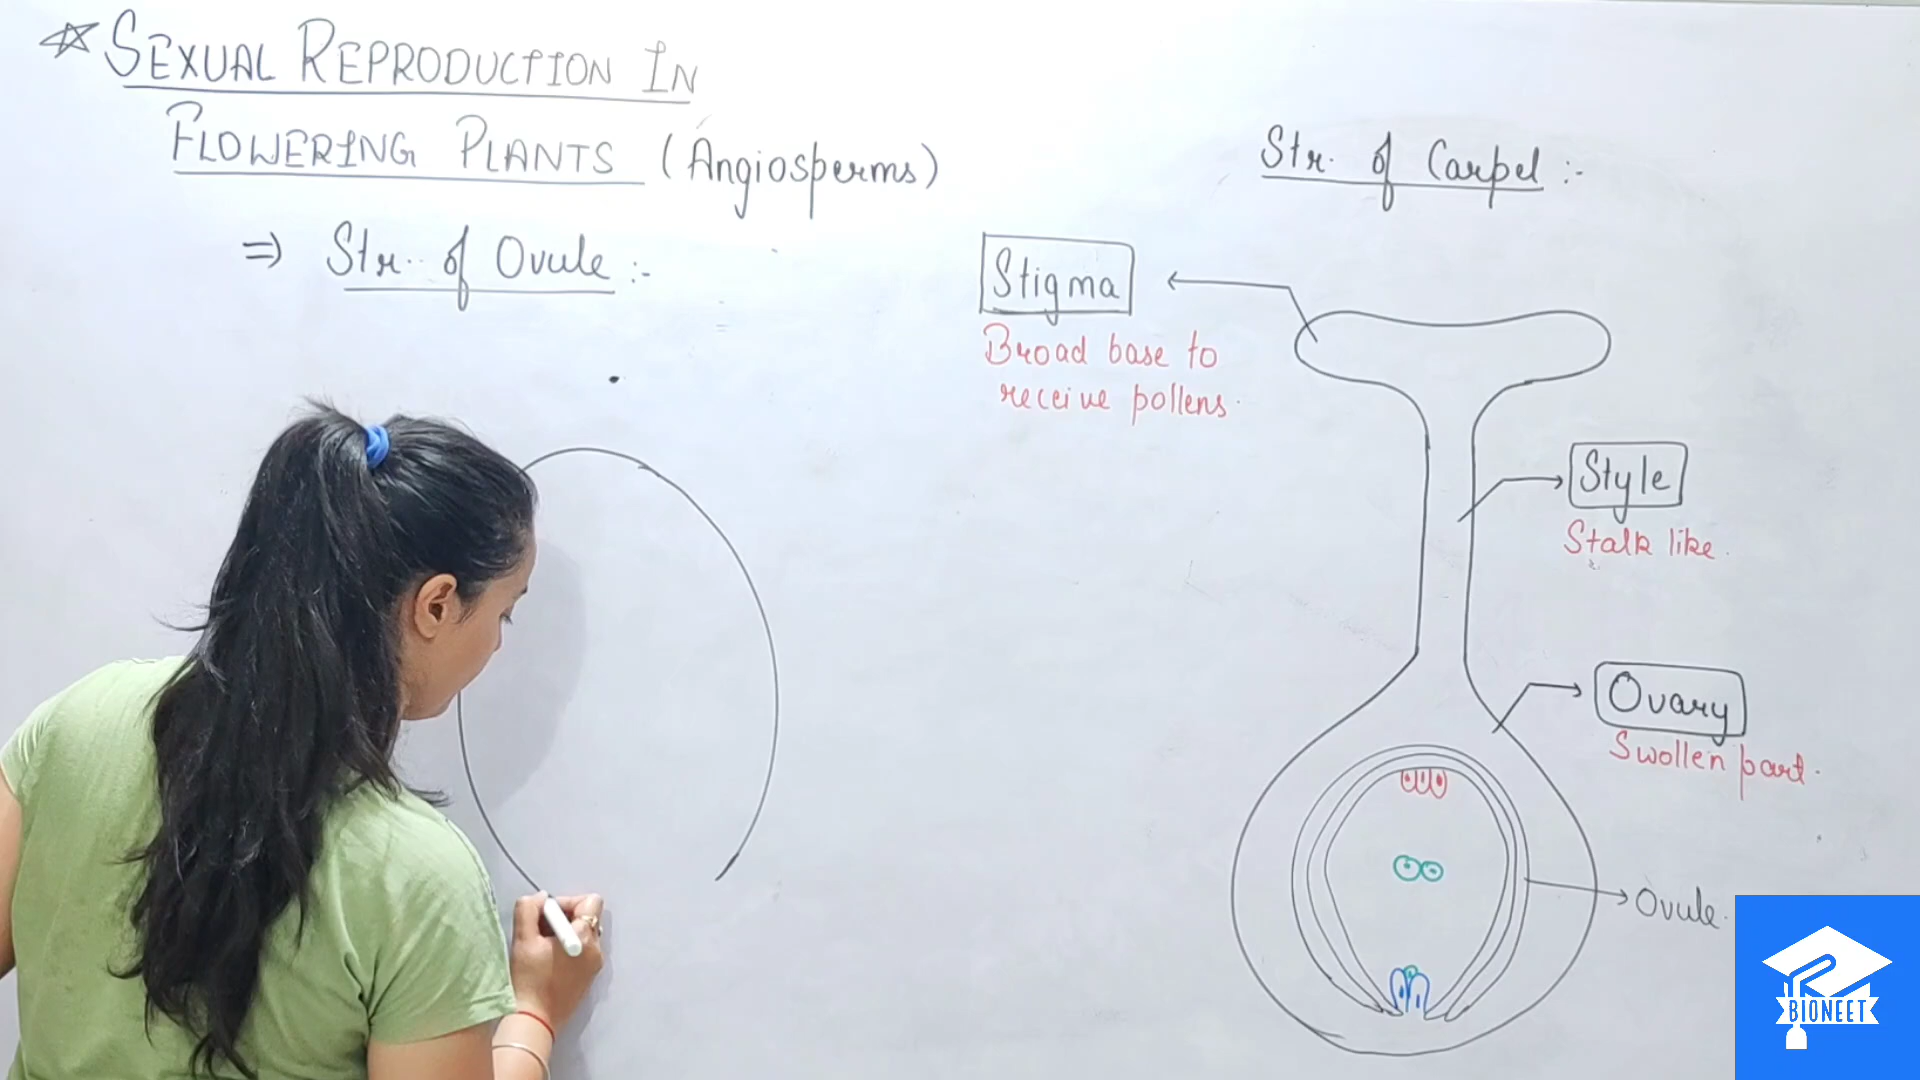 SEXUAL REPRODUCTION IN
FLOWERING PLANTS (Angiosperms)
⇒ Str. of Ovule :-
Str. of Carpel :-
Stigma
Broad base to
receive pollens.
Style
Stalk like.
Ovary
Swollen part.
Ovule.
BIONEET